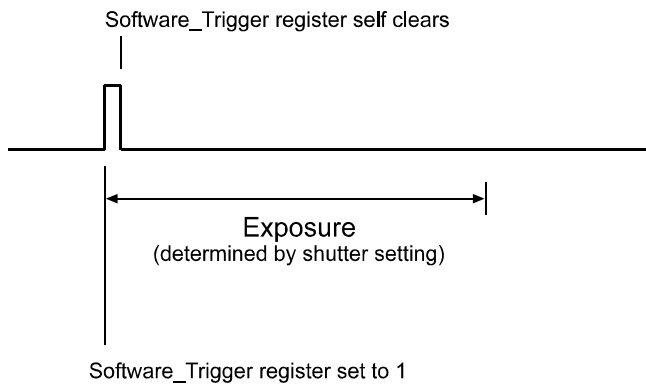 Software_Trigger register self clears
Exposure
(determined by shutter setting)
Software_Trigger register set to 1